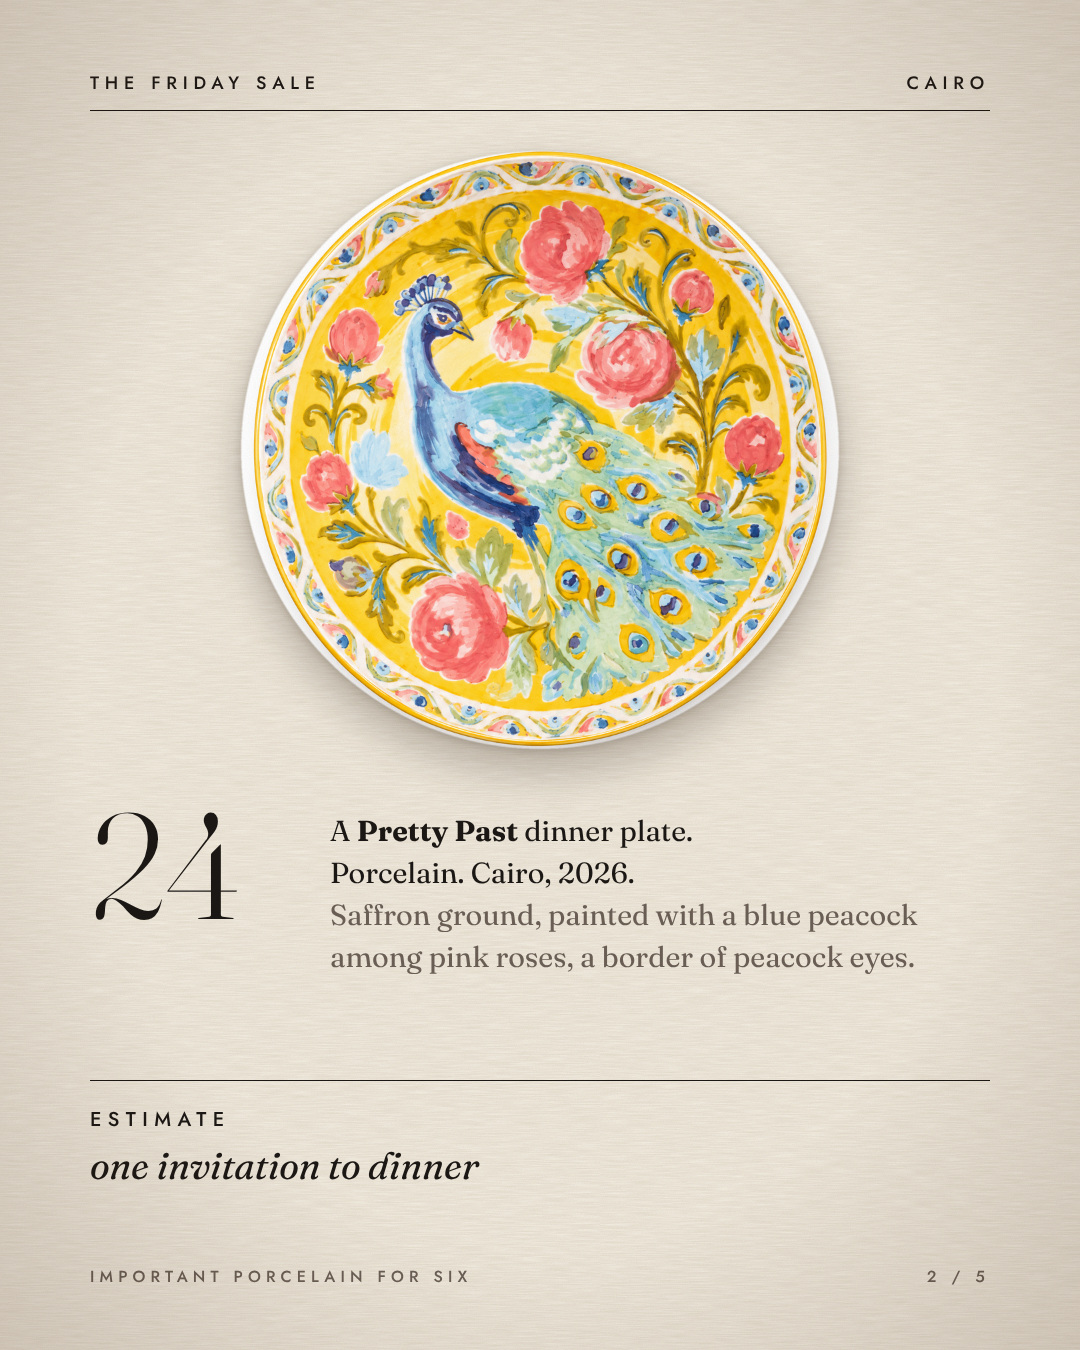 THE FRIDAY SALE
CAIRO
24
A Pretty Past dinner plate.
Porcelain. Cairo, 2026.
Saffron ground, painted with a blue peacock
among pink roses, a border of peacock eyes.
ESTIMATE
one invitation to dinner
IMPORTANT PORCELAIN FOR SIX
2 / 5